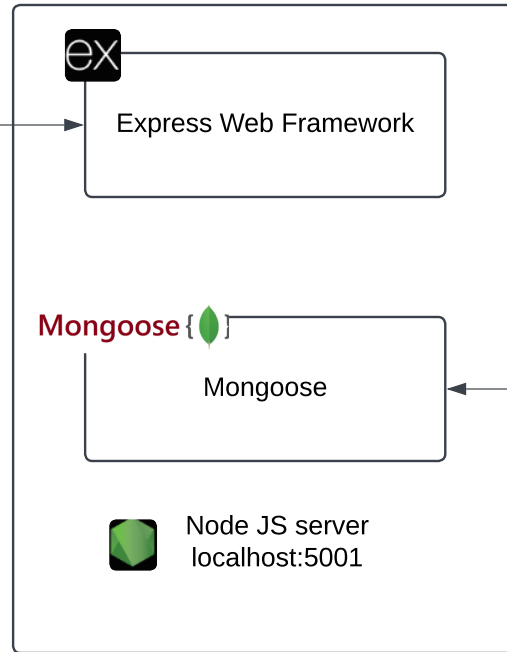 ex
Express Web Framework
Mongoose { }
Mongoose
Node JS server
localhost:5001